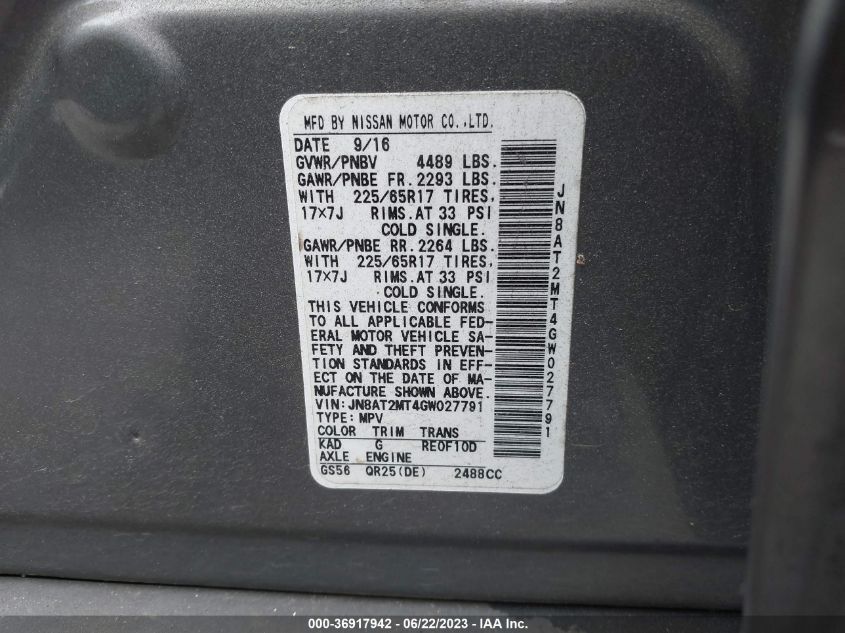 MFD BY NISSAN MOTOR CO.,LTD.
DATE 9/16
GVWR/PNBV 4489 LBS.
GAWR/PNBE FR.2293 LBS.
WITH 225/65R17 TIRES,
17×7J RIMS.AT 33 PSI
COLD SINGLE.
GAWR/PNBE RR.2264 LBS.
WITH 225/65R17 TIRES,
17×7J RIMS.AT 33 PSI
COLD SINGLE.
THIS VEHICLE CONFORMS
TO ALL APPLICABLE FED-
ERAL MOTOR VEHICLE SA-
FETY AND THEFT PREVEN-
TION STANDARDS IN EFF-
ECT ON THE DATE OF MA-
NUFACTURE SHOWN ABOVE.
VIN:JN8AT2MT4GW027791
TYPE:MPV
COLOR TRIM TRANS
KAD G RE0F10D
AXLE ENGINE
GS56 QR25(DE) 2488CC
JN8AT2MT4GW027791
000-36917942 - 06/22/2023 - IAA Inc.